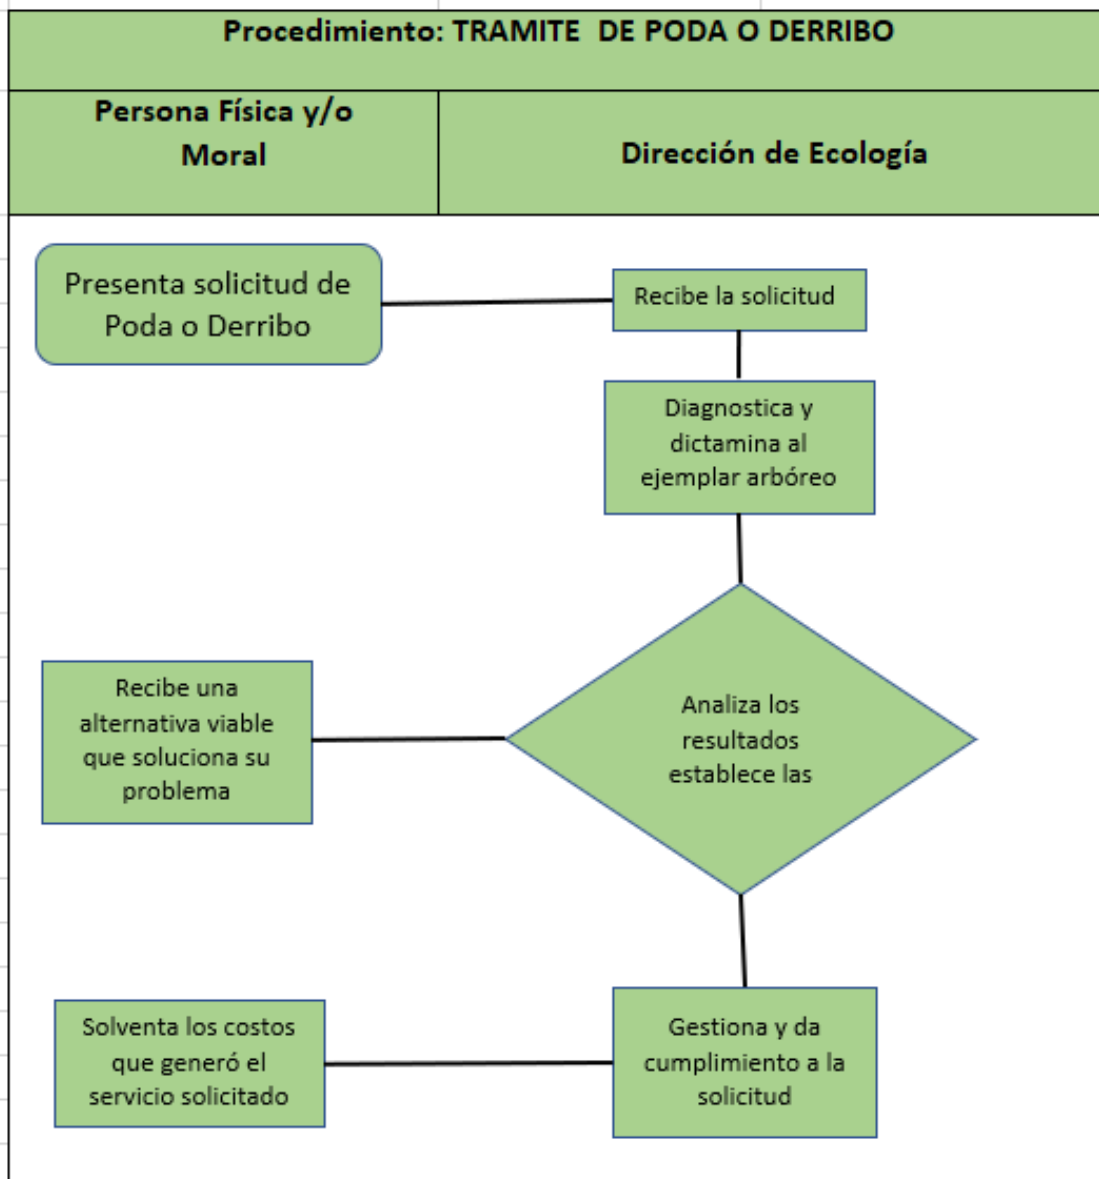 Procedimiento: TRAMITE  DE PODA O DERRIBO
Persona Física y/o
Moral
Dirección de Ecología
Presenta solicitud de
Poda o Derribo
Recibe la solicitud
Diagnostica y
dictamina al
ejemplar arbóreo
Analiza los
resultados
establece las
Recibe una
alternativa viable
que soluciona su
problema
Gestiona y da
cumplimiento a la
solicitud
Solventa los costos
que generó el
servicio solicitado